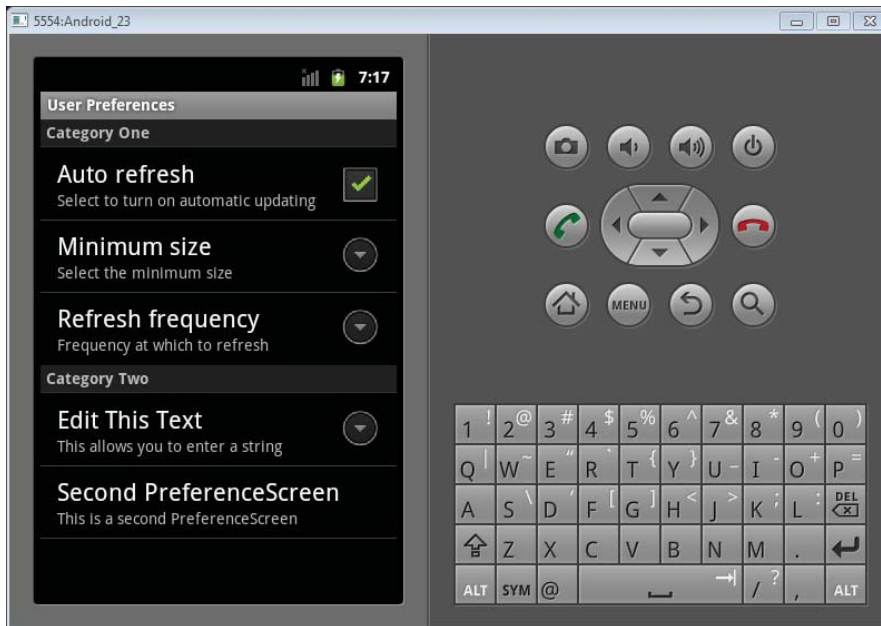 5554:Android_23
7:17
User Preferences
Category One
Auto refresh
Select to turn on automatic updating
Minimum size
Select the minimum size
Refresh frequency
Frequency at which to refresh
Category Two
Edit This Text
This allows you to enter a string
Second PreferenceScreen
This is a second PreferenceScreen
MENU
1 ! 2 @ 3 # 4 $ 5 % 6 ^ 7 & 8 * 9 ( 0 )
Q | W ~ E " R ` T { Y } U - I - O + P =
A S \ D ' F [ G ] H < J > K ; L : DEL
Z X C V B N M .
ALT SYM @ / ? , ALT